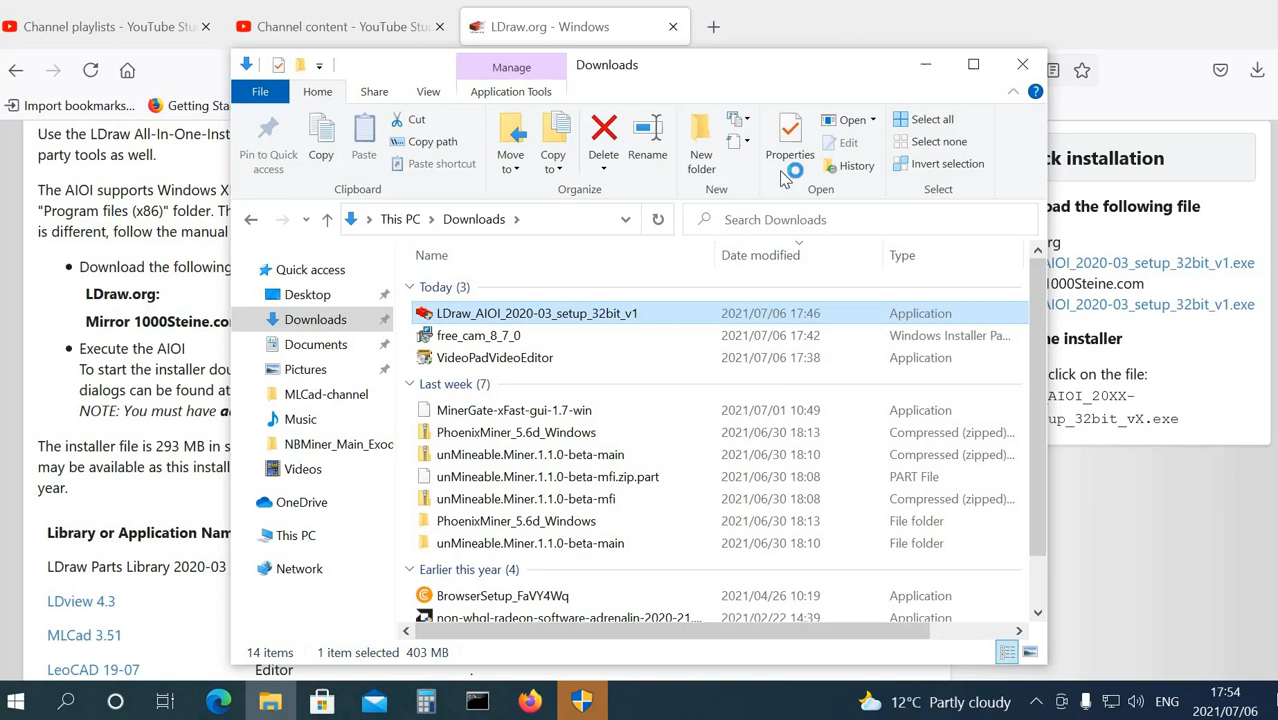 Channel playlists - YouTube Stu
Channel content - YouTube Stu
LDraw.org - Windows
Import bookmarks...
Getting Sta
Manage
Downloads
File
Home
Share
View
Application Tools
Pin to Quick access
Copy
Paste
Cut
Copy path
Paste shortcut
Move to
Copy to
Delete
Rename
New folder
Properties
Open
Edit
History
Select all
Select none
Invert selection
Clipboard
Organize
New
Open
Select
This PC
Downloads
Search Downloads
Quick access
Desktop
Downloads
Documents
Pictures
MLCad-channel
Music
NBMiner_Main_Exoc
Videos
OneDrive
This PC
Network
Name Date modified Type
Today (3)
LDraw_AIOI_2020-03_setup_32bit_v1 2021/07/06 17:46 Application
free_cam_8_7_0 2021/07/06 17:42 Windows Installer Pa...
VideoPadVideoEditor 2021/07/06 17:38 Application
Last week (7)
MinerGate-xFast-gui-1.7-win 2021/07/01 10:49 Application
PhoenixMiner_5.6d_Windows 2021/06/30 18:13 Compressed (zipped)...
unMineable.Miner.1.1.0-beta-main 2021/06/30 18:10 Compressed (zipped)...
unMineable.Miner.1.1.0-beta-mfi.zip.part 2021/06/30 18:08 PART File
unMineable.Miner.1.1.0-beta-mfi 2021/06/30 18:08 Compressed (zipped)...
PhoenixMiner_5.6d_Windows 2021/06/30 18:13 File folder
unMineable.Miner.1.1.0-beta-main 2021/06/30 18:10 File folder
Earlier this year (4)
BrowserSetup_FaVY4Wq 2021/04/26 10:19 Application
non-whql-radeon-software-adrenalin-2020-21.... 2021/02/22 14:39 Application
14 items 1 item selected 403 MB
Use the LDraw All-In-One-Inst
party tools as well.
The AIOI supports Windows X
"Program files (x86)" folder. Th
is different, follow the manual
Download the following
LDraw.org:
Mirror 1000Steine.co
Execute the AIOI
To start the installer dou
dialogs can be found at
NOTE: You must have a
The installer file is 293 MB in s
may be available as this install
year.
Library or Application Nam
LDraw Parts Library 2020-03
LDview 4.3
MLCad 3.51
LeoCAD 19-07
Editor
ck installation
ad the following file
rg
AIOI_2020-03_setup_32bit_v1.exe
1000Steine.com
AIOI_2020-03_setup_32bit_v1.exe
he installer
click on the file:
_AIOI_20XX-
up_32bit_vX.exe
12°C Partly cloudy
ENG
17:54
2021/07/06